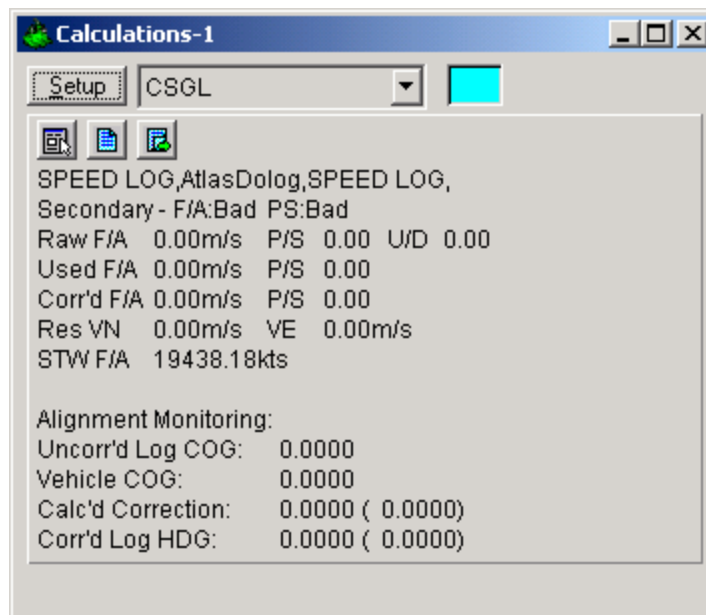 Calculations-1
Setup CSGL
SPEED LOG,AtlasDolog,SPEED LOG,
Secondary - F/A:Bad PS:Bad
Raw F/A 0.00m/s P/S 0.00 U/D 0.00
Used F/A 0.00m/s P/S 0.00
Corr'd F/A 0.00m/s P/S 0.00
Res VN 0.00m/s VE 0.00m/s
STW F/A 19438.18kts
Alignment Monitoring:
Uncorr'd Log COG: 0.0000
Vehicle COG: 0.0000
Calc'd Correction: 0.0000 ( 0.0000)
Corr'd Log HDG: 0.0000 ( 0.0000)